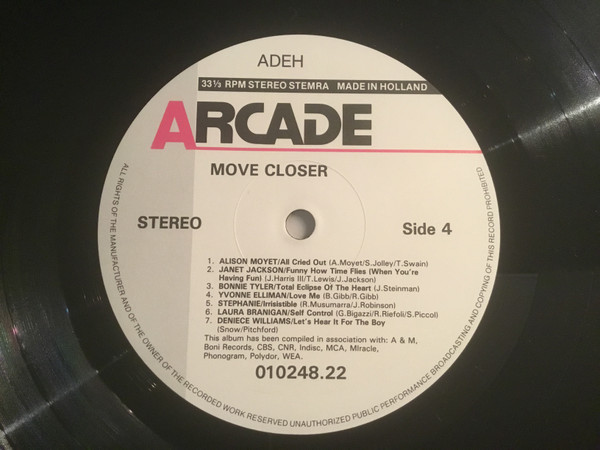 ADEH
33⅓ RPM STEREO STEMRA MADE IN HOLLAND
ARCADE
MOVE CLOSER
STEREO
Side 4
1. ALISON MOYET/All Cried Out (A.Moyet/S.Jolley/T.Swain)
2. JANET JACKSON/Funny How Time Flies (When You're
Having Fun) (J.Harris III/T.Lewis/J.Jackson)
3. BONNIE TYLER/Total Eclipse Of The Heart (J.Steinman)
4. YVONNE ELLIMAN/Love Me (B.Gibb/R.Gibb)
5. STEPHANIE/Irrisistible (R.Musumarra/J.Robinson)
6. LAURA BRANIGAN/Self Control (G.Bigazzi/R.Riefoli/S.Piccol)
7. DENIECE WILLIAMS/Let's Hear It For The Boy
(Snow/Pitchford)
This album has been compiled in association with: A & M,
Boni Records, CBS, CNR, Indisc, MCA, MIracle,
Phonogram, Polydor, WEA.
010248.22
ALL RIGHTS OF THE MANUFACTURER AND OF THE OWNER OF THE RECORDED WORK RESERVED UNAUTHORIZED PUBLIC PERFORMANCE.BROADCASTING AND COPYING OF THIS RECORD PROHIBITED